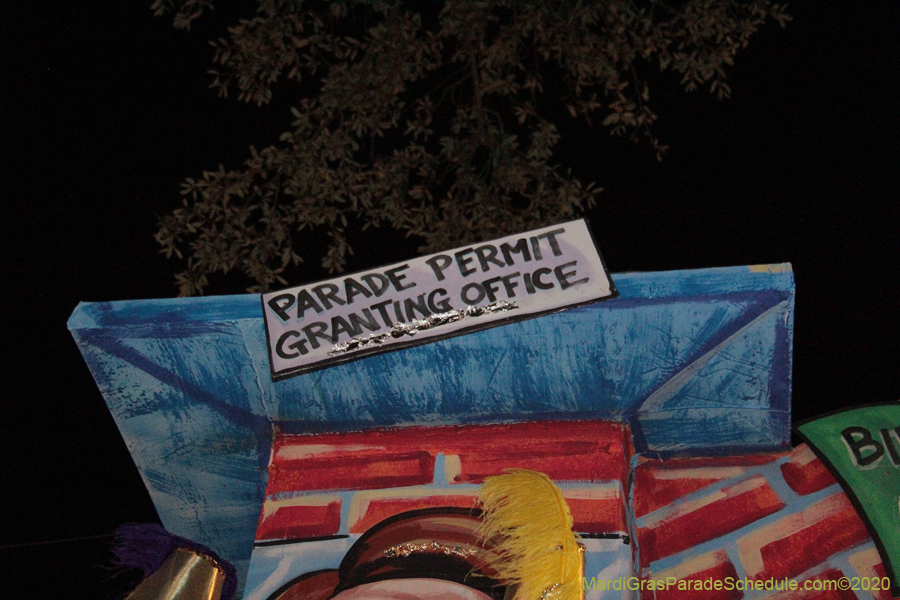 PARADE PERMIT
GRANTING OFFICE
MardiGrasParadeSchedule.com©2020